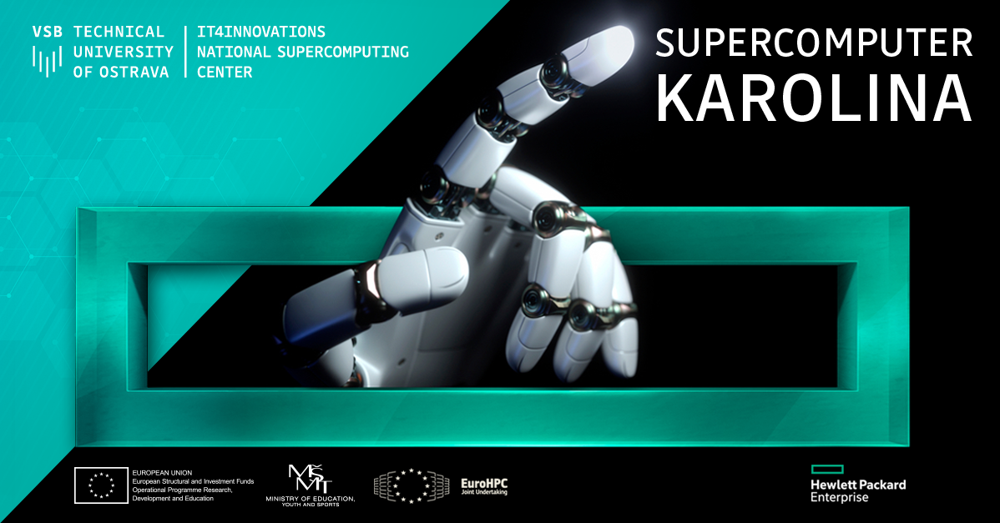 VSB TECHNICAL
UNIVERSITY
OF OSTRAVA
IT4INNOVATIONS
NATIONAL SUPERCOMPUTING
CENTER
SUPERCOMPUTER
KAROLINA
EUROPEAN UNION
European Structural and Investment Funds
Operational Programme Research,
Development and Education
MŠMT
MINISTRY OF EDUCATION,
YOUTH AND SPORTS
EuroHPC
Joint Undertaking
Hewlett Packard
Enterprise